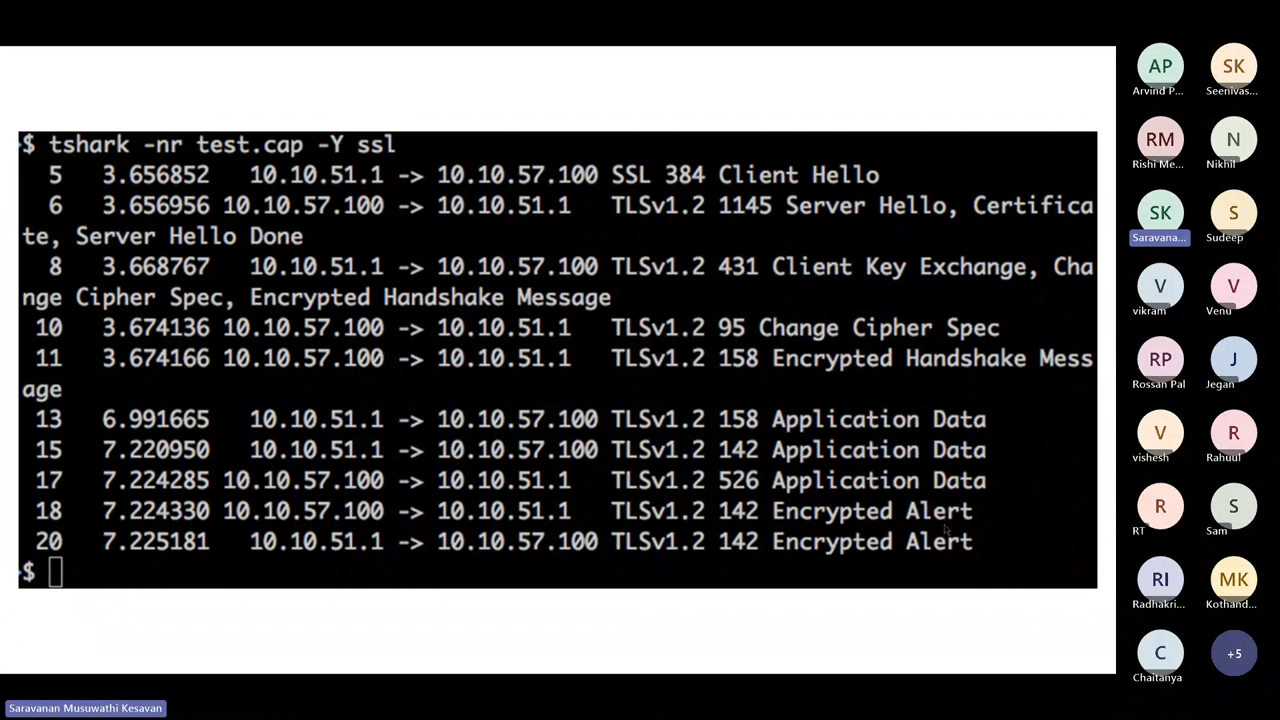 $ tshark -nr test.cap -Y ssl
5 3.656852 10.10.51.1 -> 10.10.57.100 SSL 384 Client Hello
6 3.656956 10.10.57.100 -> 10.10.51.1 TLSv1.2 1145 Server Hello, Certifica
te, Server Hello Done
8 3.668767 10.10.51.1 -> 10.10.57.100 TLSv1.2 431 Client Key Exchange, Cha
nge Cipher Spec, Encrypted Handshake Message
10 3.674136 10.10.57.100 -> 10.10.51.1 TLSv1.2 95 Change Cipher Spec
11 3.674166 10.10.57.100 -> 10.10.51.1 TLSv1.2 158 Encrypted Handshake Mess
age
13 6.991665 10.10.51.1 -> 10.10.57.100 TLSv1.2 158 Application Data
15 7.220950 10.10.51.1 -> 10.10.57.100 TLSv1.2 142 Application Data
17 7.224285 10.10.57.100 -> 10.10.51.1 TLSv1.2 526 Application Data
18 7.224330 10.10.57.100 -> 10.10.51.1 TLSv1.2 142 Encrypted Alert
20 7.225181 10.10.51.1 -> 10.10.57.100 TLSv1.2 142 Encrypted Alert
$
AP SK
Arvind P... Seenivas...
RM N
Rishi Me... Nikhil
SK S
Saravana... Sudeep
V V
vikram Venu
RP J
Rossan Pal Jegan
V R
vishesh Rahuul
R S
RT Sam
RI MK
Radhakri... Kothand...
C +5
Chaitanya
Saravanan Musuwathi Kesavan